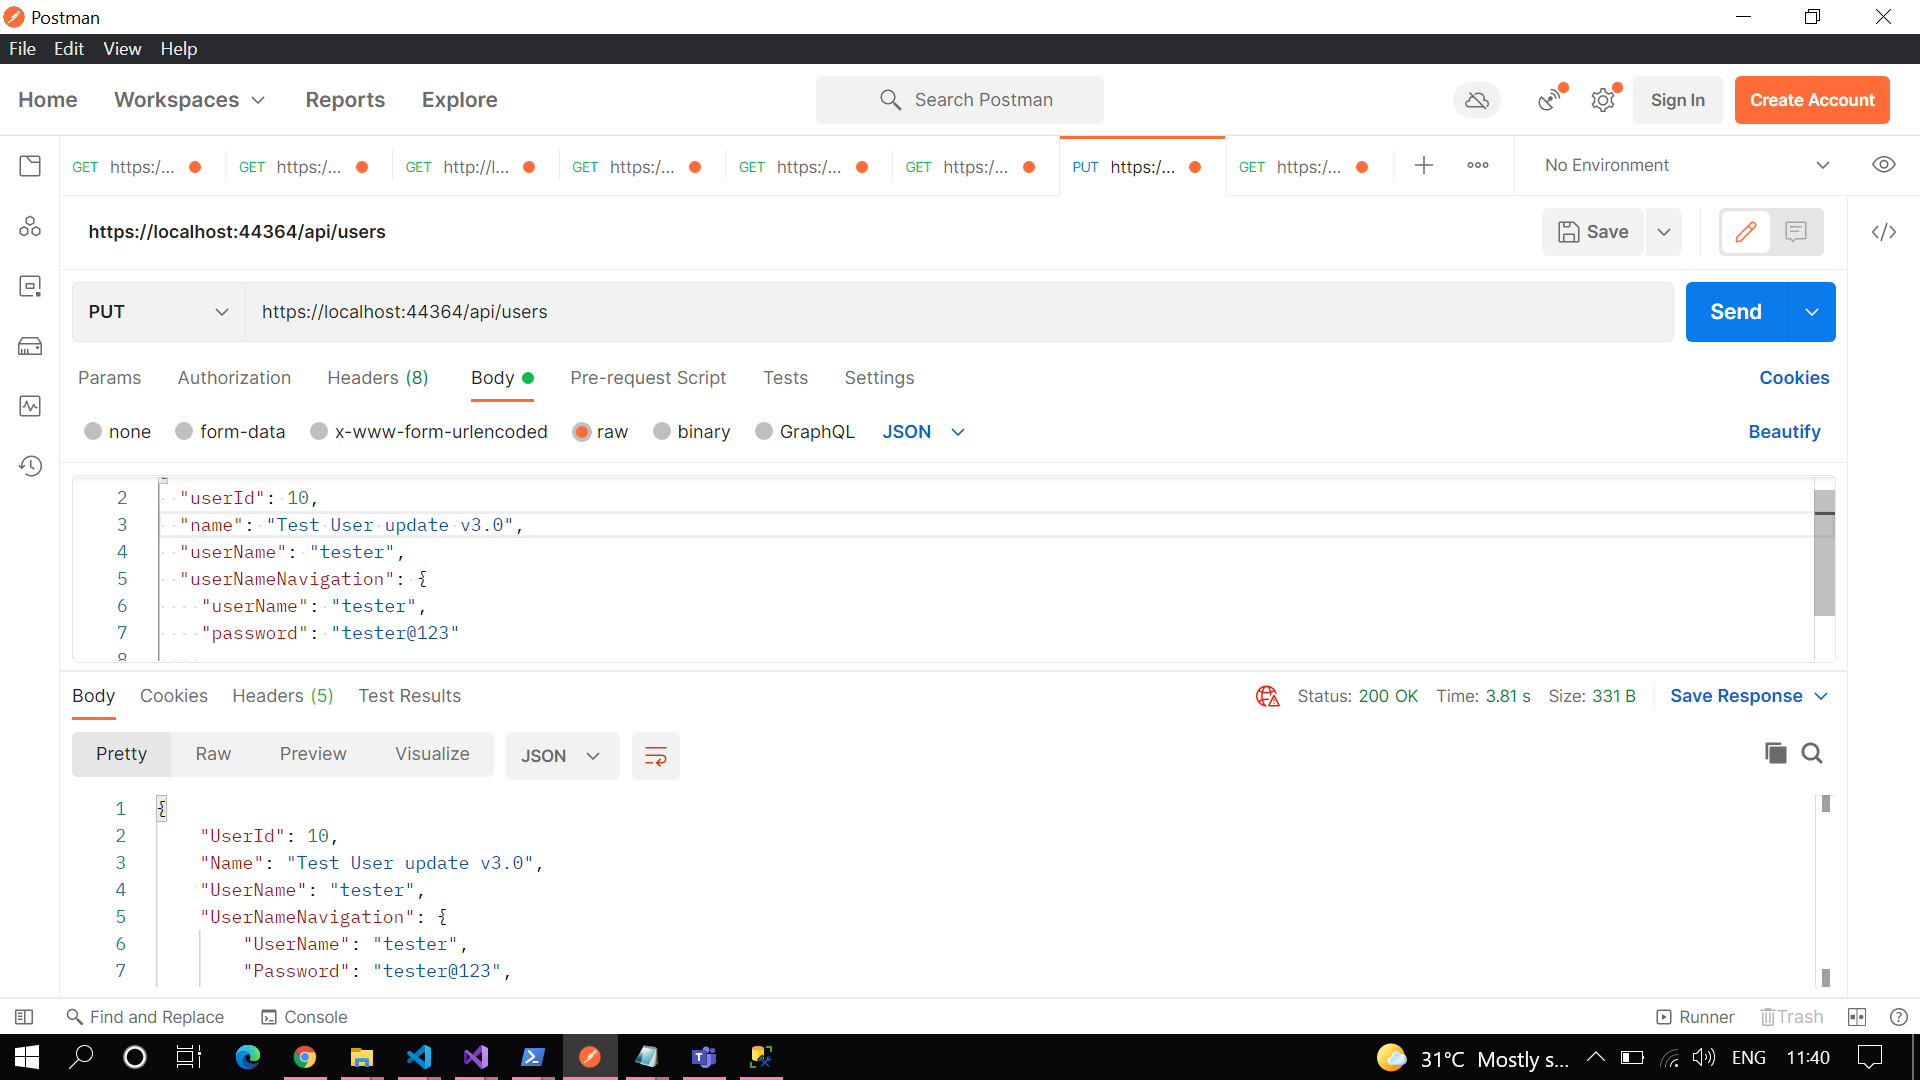 Postman
File Edit View Help
Home Workspaces Reports Explore Search Postman Sign In Create Account
GET https:/... GET https:/... GET http://l... GET https:/... GET https:/... GET https:/... PUT https:/... GET https:/... No Environment
https://localhost:44364/api/users Save
PUT https://localhost:44364/api/users Send
Params Authorization Headers (8) Body Pre-request Script Tests Settings Cookies
none form-data x-www-form-urlencoded raw binary GraphQL JSON Beautify
2 "userId": 10,
3 "name": "Test User update v3.0",
4 "userName": "tester",
5 "userNameNavigation": {
6 "userName": "tester",
7 "password": "tester@123"
8
Body Cookies Headers (5) Test Results Status: 200 OK Time: 3.81 s Size: 331 B Save Response
Pretty Raw Preview Visualize JSON
1 {
2 "UserId": 10,
3 "Name": "Test User update v3.0",
4 "UserName": "tester",
5 "UserNameNavigation": {
6 "UserName": "tester",
7 "Password": "tester@123",
Find and Replace Console Runner Trash
31°C Mostly s... ENG 11:40